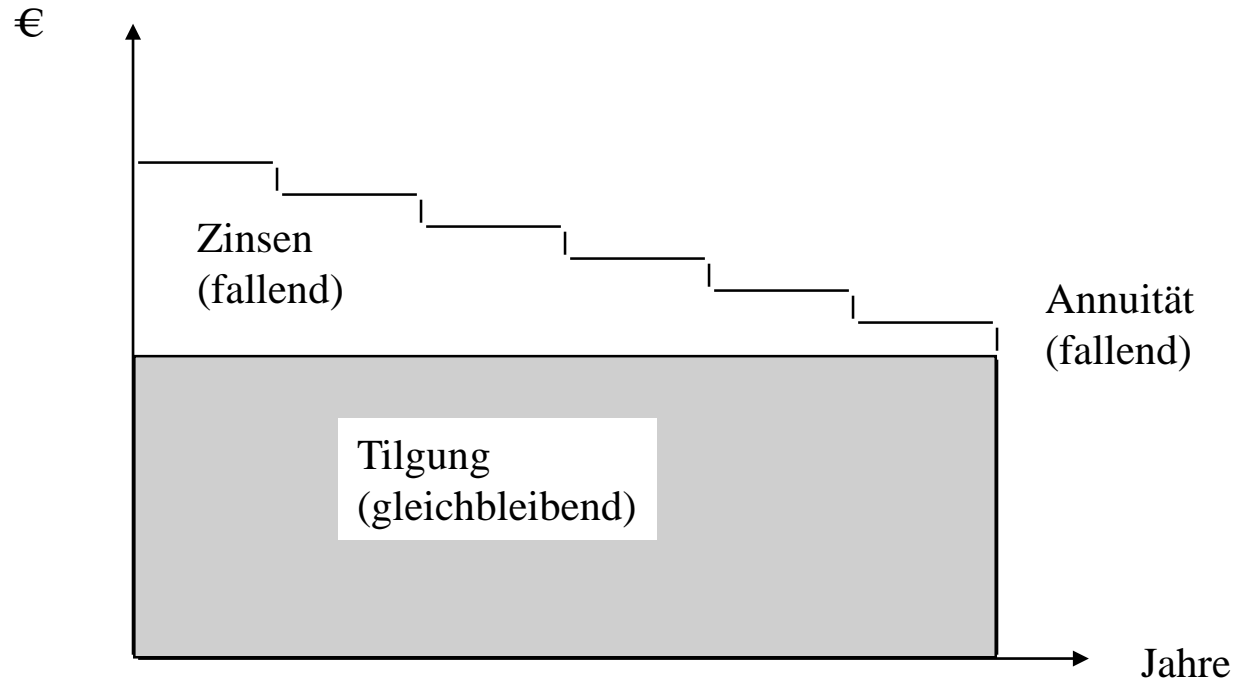 €
Zinsen
(fallend)
Annuität
(fallend)
Tilgung
(gleichbleibend)
Jahre